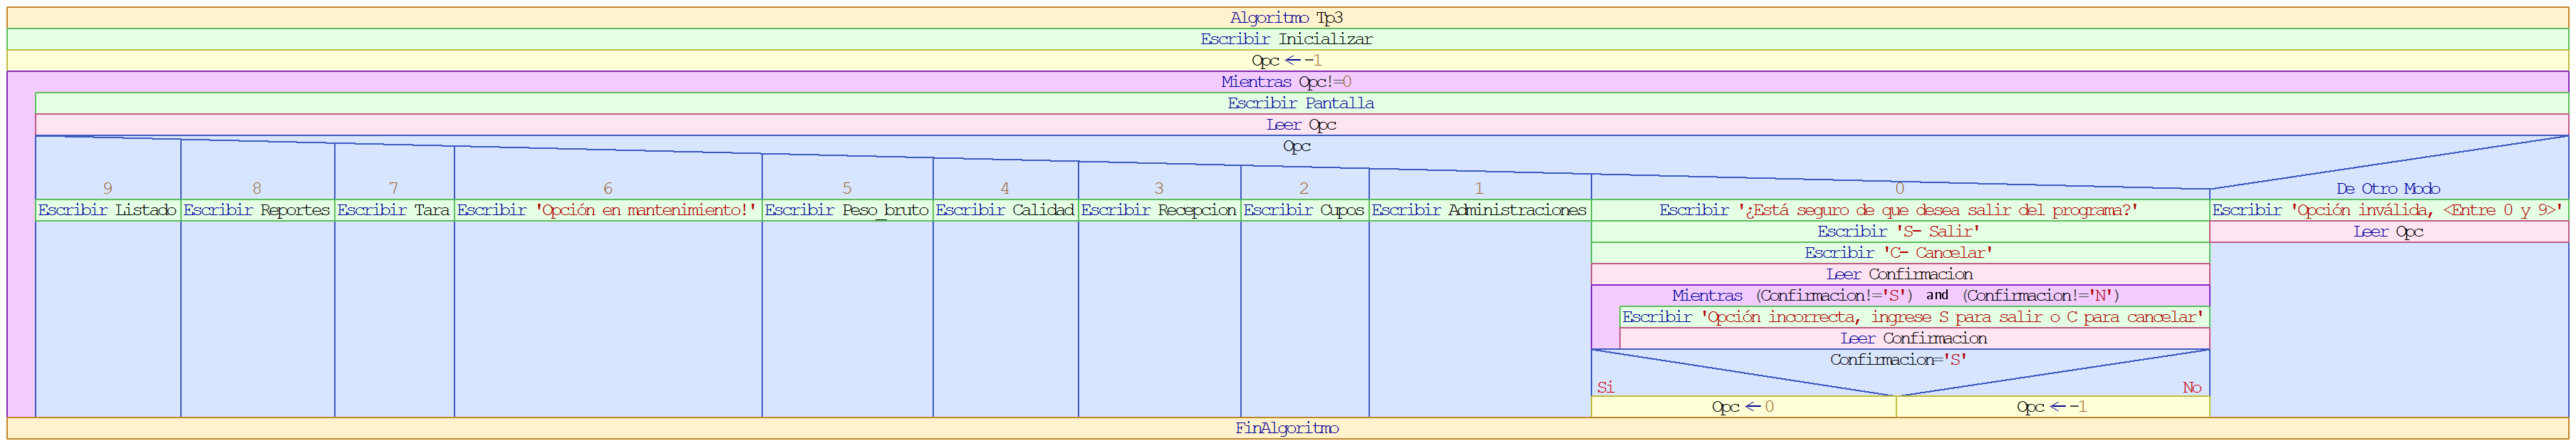 Algoritmo Tp3
Escribir Inicializar
Opc ← -1
Mientras Opc!=0
Escribir Pantalla
Leer Opc
Opc
9 8 7 6 5 4 3 2 1 0 De Otro Modo
Escribir Listado Escribir Reportes Escribir Tara Escribir 'Opción en mantenimiento!' Escribir Peso_bruto Escribir Calidad Escribir Recepcion Escribir Cupos Escribir Administraciones Escribir '¿Está seguro de que desea salir del programa?' Escribir 'Opción inválida, <Entre 0 y 9>'
Escribir 'S- Salir' Leer Opc
Escribir 'C- Cancelar'
Leer Confirmacion
Mientras (Confirmacion!='S') and (Confirmacion!='N')
Escribir 'Opción incorrecta, ingrese S para salir o C para cancelar'
Leer Confirmacion
Confirmacion='S'
Si No
Opc ← 0 Opc ← -1
FinAlgoritmo